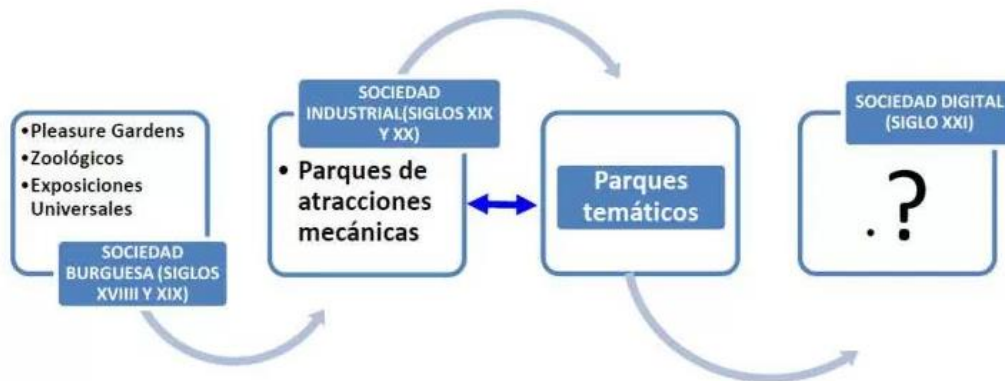 •Pleasure Gardens
•Zoológicos
•Exposiciones
Universales
SOCIEDAD
BURGUESA (SIGLOS
XVIIII Y XIX)
SOCIEDAD
INDUSTRIAL(SIGLOS XIX
Y XX)
• Parques de
atracciones
mecánicas
Parques
temáticos
SOCIEDAD DIGITAL
(SIGLO XXI)
. ?